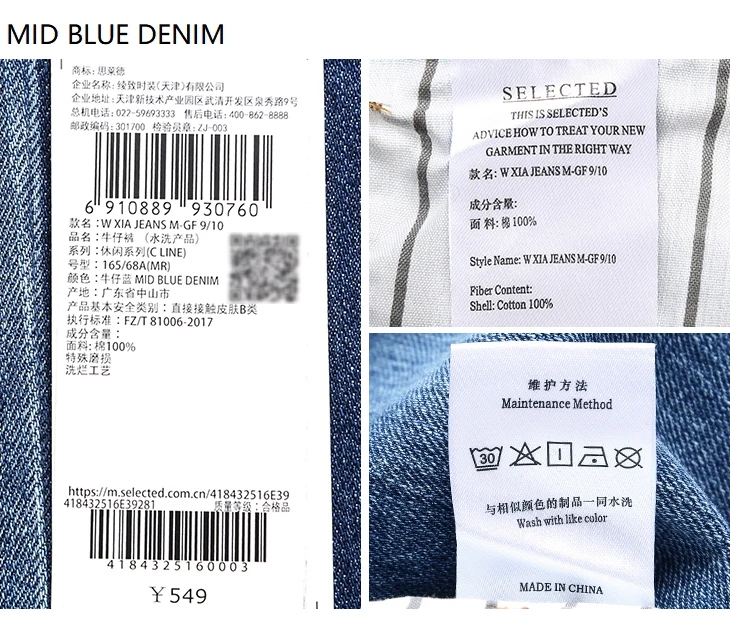 MID BLUE DENIM
商标: 思莱德
企业名称: 绫致时装(天津)有限公司
企业地址: 天津新技术产业园区武清开发区泉秀路9号
总机电话: 022-59693333 售后电话: 400-862-8888
邮政编码: 301700 检验员章: ZJ-003
6 910889 930760
款名: W XIA JEANS M-GF 9/10
品名: 牛仔裤 (水洗产品)
系列: 休闲系列(C LINE)
号型: 165/68A(MR)
颜色: 牛仔蓝 MID BLUE DENIM
产地: 广东省中山市
产品基本安全类别: 直接接触皮肤B类
执行标准: FZ/T 81006-2017
成分含量:
面料: 棉100%
特殊磨损
洗烂工艺
https://m.selected.com.cn/418432516E39
418432516E39281 质量等级: 合格品
4184325160003
￥549
SELECTED
THIS IS SELECTED'S
ADVICE HOW TO TREAT YOUR NEW
GARMENT IN THE RIGHT WAY
款名: W XIA JEANS M-GF 9/10
成分含量:
面料: 棉100%
Style Name: W XIA JEANS M-GF 9/10
Fiber Content:
Shell: Cotton 100%
维护方法
Maintenance Method
30
与相似颜色的制品一同水洗
Wash with like color
MADE IN CHINA